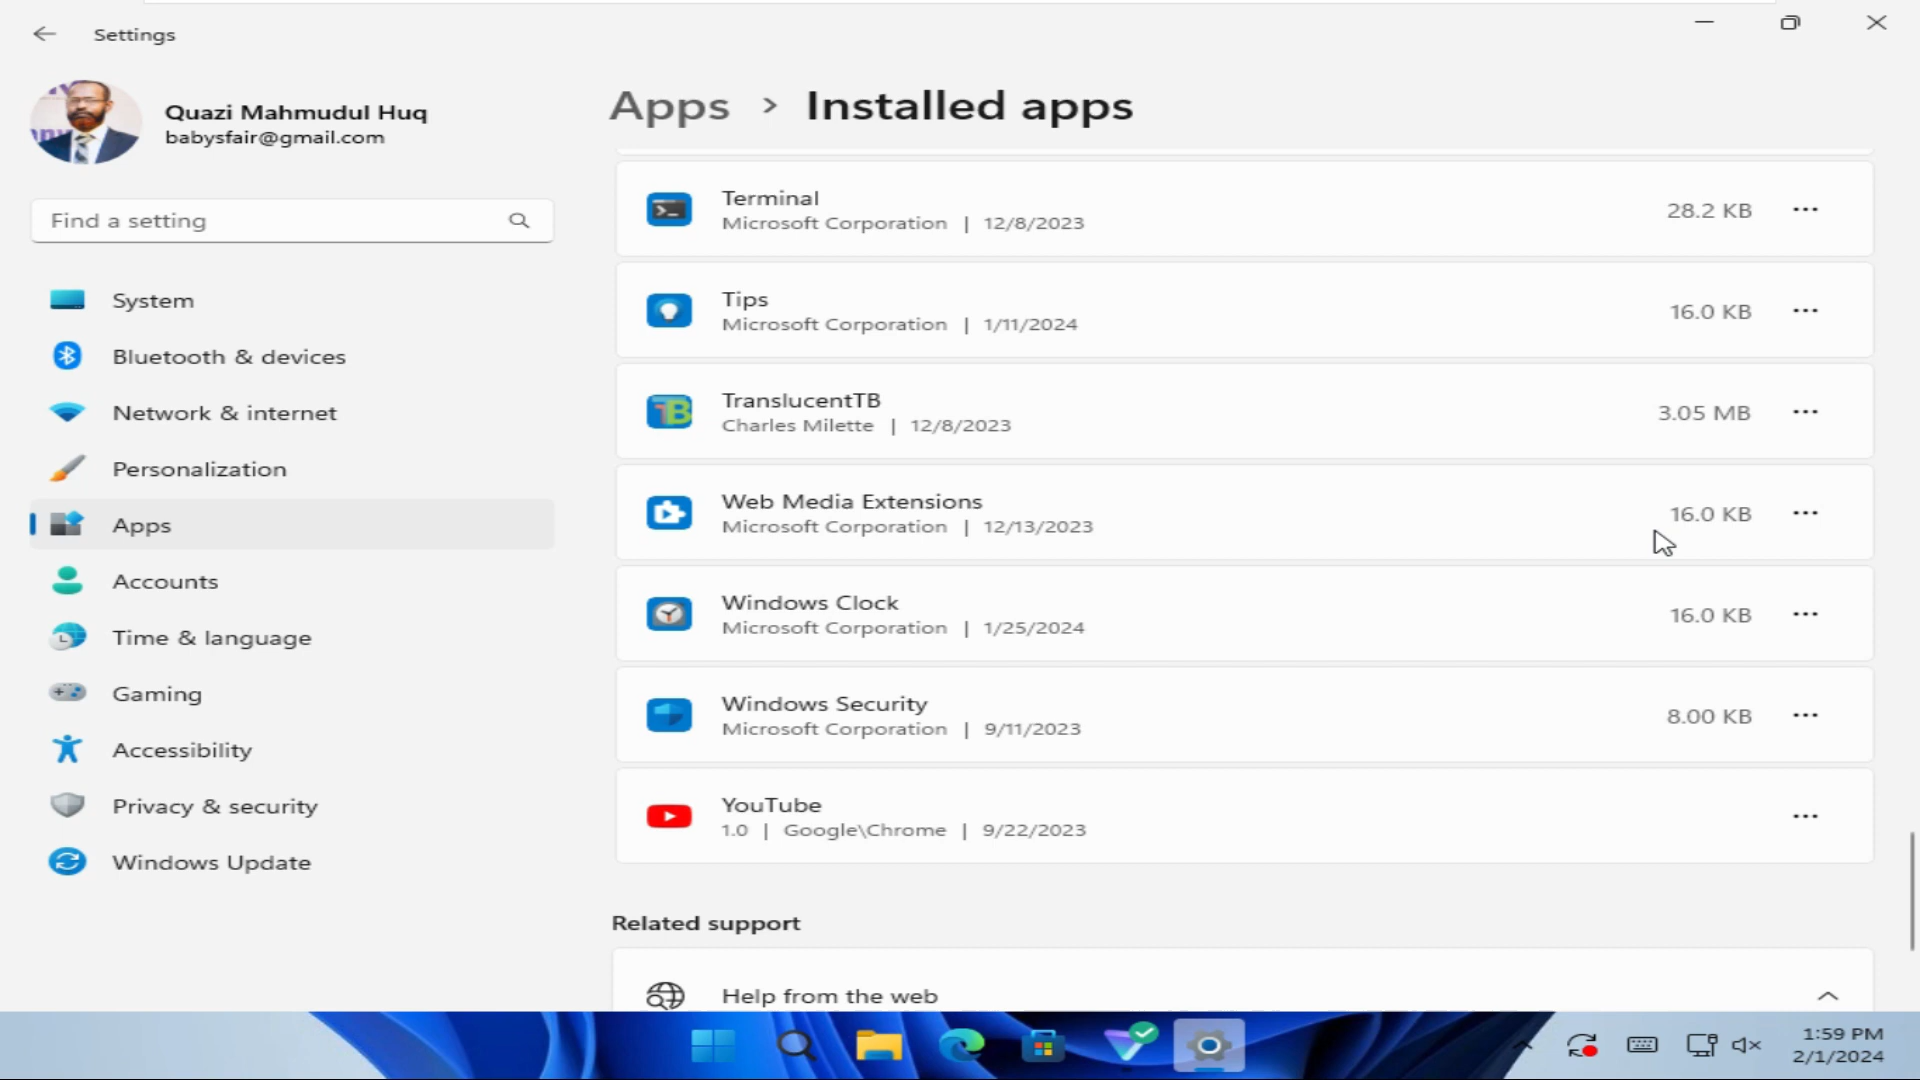 Settings
Quazi Mahmudul Huq
babysfair@gmail.com
Find a setting
System
Bluetooth & devices
Network & internet
Personalization
Apps
Accounts
Time & language
Gaming
Accessibility
Privacy & security
Windows Update
Apps > Installed apps
Terminal
Microsoft Corporation | 12/8/2023
28.2 KB
Tips
Microsoft Corporation | 1/11/2024
16.0 KB
TranslucentTB
Charles Milette | 12/8/2023
3.05 MB
Web Media Extensions
Microsoft Corporation | 12/13/2023
16.0 KB
Windows Clock
Microsoft Corporation | 1/25/2024
16.0 KB
Windows Security
Microsoft Corporation | 9/11/2023
8.00 KB
YouTube
1.0 | Google\Chrome | 9/22/2023
Related support
Help from the web
1:59 PM
2/1/2024